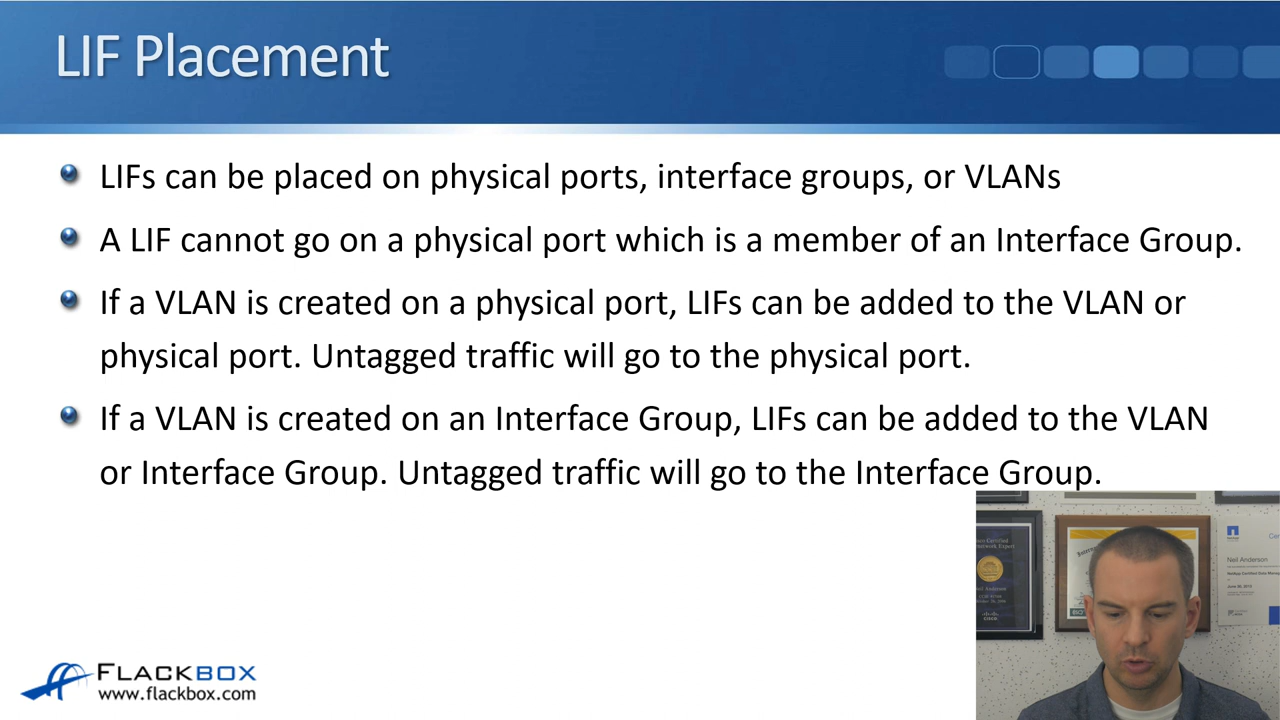 LIF Placement
LIFs can be placed on physical ports, interface groups, or VLANs
A LIF cannot go on a physical port which is a member of an Interface Group.
If a VLAN is created on a physical port, LIFs can be added to the VLAN or
physical port. Untagged traffic will go to the physical port.
If a VLAN is created on an Interface Group, LIFs can be added to the VLAN
or Interface Group. Untagged traffic will go to the Interface Group.
FLACKBOX
www.flackbox.com
Neil Anderson